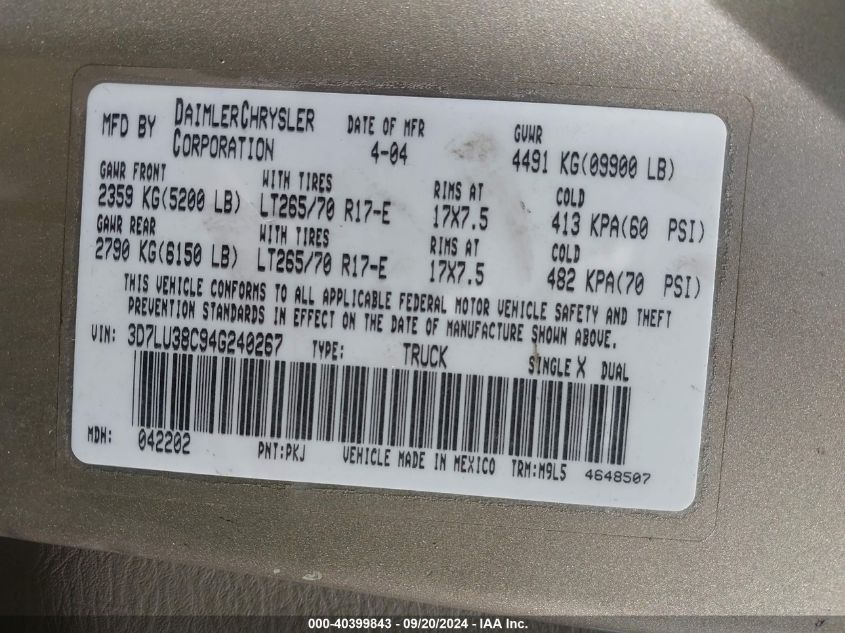 MFD BY DAIMLERCHRYSLER CORPORATION DATE OF MFR 4-04 GVWR 4491 KG(09900 LB)
GAWR FRONT WITH TIRES RIMS AT COLD
2359 KG(5200 LB) LT265/70 R17-E 17X7.5 413 KPA(60 PSI)
GAWR REAR WITH TIRES RIMS AT COLD
2790 KG(6150 LB) LT265/70 R17-E 17X7.5 482 KPA(70 PSI)
THIS VEHICLE CONFORMS TO ALL APPLICABLE FEDERAL MOTOR VEHICLE SAFETY AND THEFT
PREVENTION STANDARDS IN EFFECT ON THE DATE OF MANUFACTURE SHOWN ABOVE.
VIN: 3D7LU38C94G240267 TYPE: TRUCK SINGLE X DUAL
MDH: 042202 PNT:PKJ VEHICLE MADE IN MEXICO TRM:M9L5 4648507
000-40399843 - 09/20/2024 - IAA Inc.